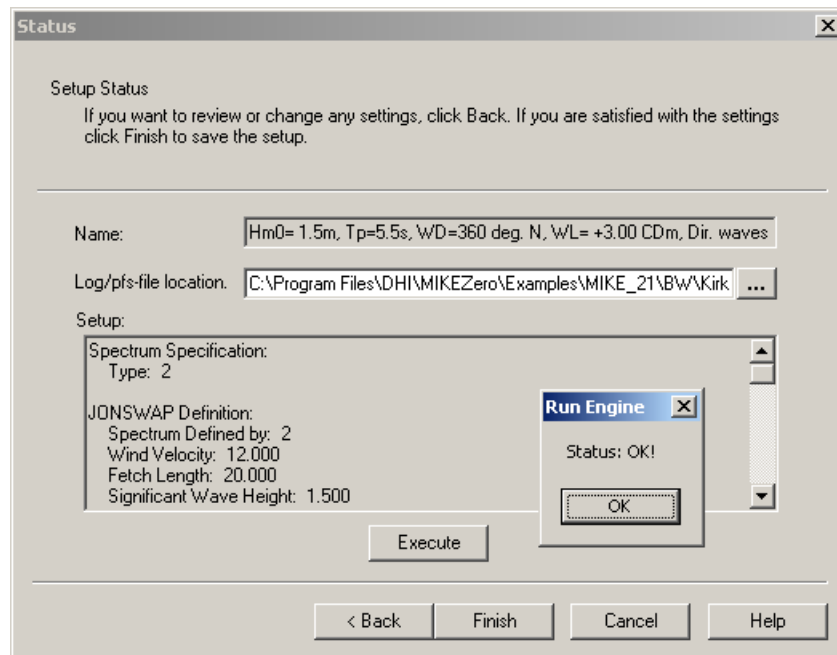 Status
Setup Status
If you want to review or change any settings, click Back. If you are satisfied with the settings
click Finish to save the setup.
Name:
Hm0= 1.5m, Tp=5.5s, WD=360 deg. N, WL= +3.00 CDm, Dir. waves
Log/pfs-file location.
C:\Program Files\DHI\MIKEZero\Examples\MIKE_21\BW\Kirk
...
Setup:
Spectrum Specification:
Type: 2
JONSWAP Definition:
Spectrum Defined by: 2
Wind Velocity: 12.000
Fetch Length: 20.000
Significant Wave Height: 1.500
Run Engine
Status: OK!
OK
Execute
< Back
Finish
Cancel
Help